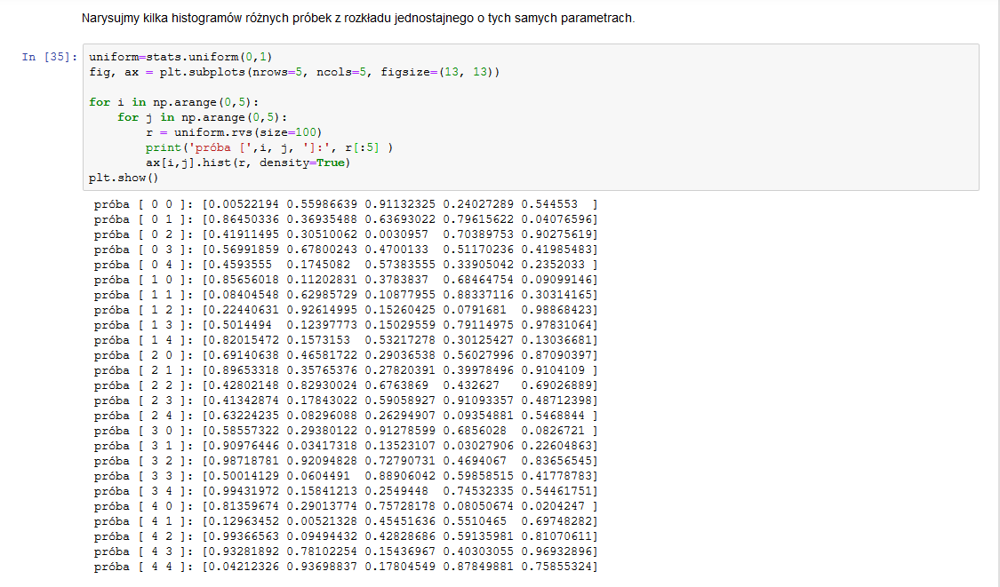 Narysujmy kilka histogramów różnych próbek z rozkładu jednostajnego o tych samych parametrach.
In [35]: uniform=stats.uniform(0,1)
fig, ax = plt.subplots(nrows=5, ncols=5, figsize=(13, 13))
for i in np.arange(0,5):
    for j in np.arange(0,5):
        r = uniform.rvs(size=100)
        print('próba [',i, j, ']:', r[:5] )
        ax[i,j].hist(r, density=True)
plt.show()
próba [ 0 0 ]: [0.00522194 0.55986639 0.91132325 0.24027289 0.544553  ]
próba [ 0 1 ]: [0.86450336 0.36935488 0.63693022 0.79615622 0.04076596]
próba [ 0 2 ]: [0.41911495 0.30510062 0.0030957  0.70389753 0.90275619]
próba [ 0 3 ]: [0.56991859 0.67800243 0.4700133  0.51170236 0.41985483]
próba [ 0 4 ]: [0.4593555  0.1745082  0.57383555 0.33905042 0.2352033 ]
próba [ 1 0 ]: [0.85656018 0.11202831 0.3783837  0.68464754 0.09099146]
próba [ 1 1 ]: [0.08404548 0.62985729 0.10877955 0.88337116 0.30314165]
próba [ 1 2 ]: [0.22440631 0.92614995 0.15260425 0.0791681  0.98868423]
próba [ 1 3 ]: [0.5014494  0.12397773 0.15029559 0.79114975 0.97831064]
próba [ 1 4 ]: [0.82015472 0.1573153  0.53217278 0.30125427 0.13036681]
próba [ 2 0 ]: [0.69140638 0.46581722 0.29036538 0.56027996 0.87090397]
próba [ 2 1 ]: [0.89653318 0.35765376 0.27820391 0.39978496 0.9104109 ]
próba [ 2 2 ]: [0.42802148 0.82930024 0.6763869  0.432627   0.69026889]
próba [ 2 3 ]: [0.41342874 0.17843022 0.59058927 0.91093357 0.48712398]
próba [ 2 4 ]: [0.63224235 0.08296088 0.26294907 0.09354881 0.5468844 ]
próba [ 3 0 ]: [0.58557322 0.29380122 0.91278599 0.6856028  0.0826721 ]
próba [ 3 1 ]: [0.90976446 0.03417318 0.13523107 0.03027906 0.22604863]
próba [ 3 2 ]: [0.98718781 0.92094828 0.72790731 0.4694067  0.83656545]
próba [ 3 3 ]: [0.50014129 0.0604491  0.88906042 0.59858515 0.41778783]
próba [ 3 4 ]: [0.99431972 0.15841213 0.2549448  0.74532335 0.54461751]
próba [ 4 0 ]: [0.81359674 0.29013774 0.75728178 0.08050674 0.0204247 ]
próba [ 4 1 ]: [0.12963452 0.00521328 0.45451636 0.5510465  0.69748282]
próba [ 4 2 ]: [0.99366563 0.09494432 0.42828686 0.59135981 0.81070611]
próba [ 4 3 ]: [0.93281892 0.78102254 0.15436967 0.40303055 0.96932896]
próba [ 4 4 ]: [0.04212326 0.93698837 0.17804549 0.87849881 0.75855324]